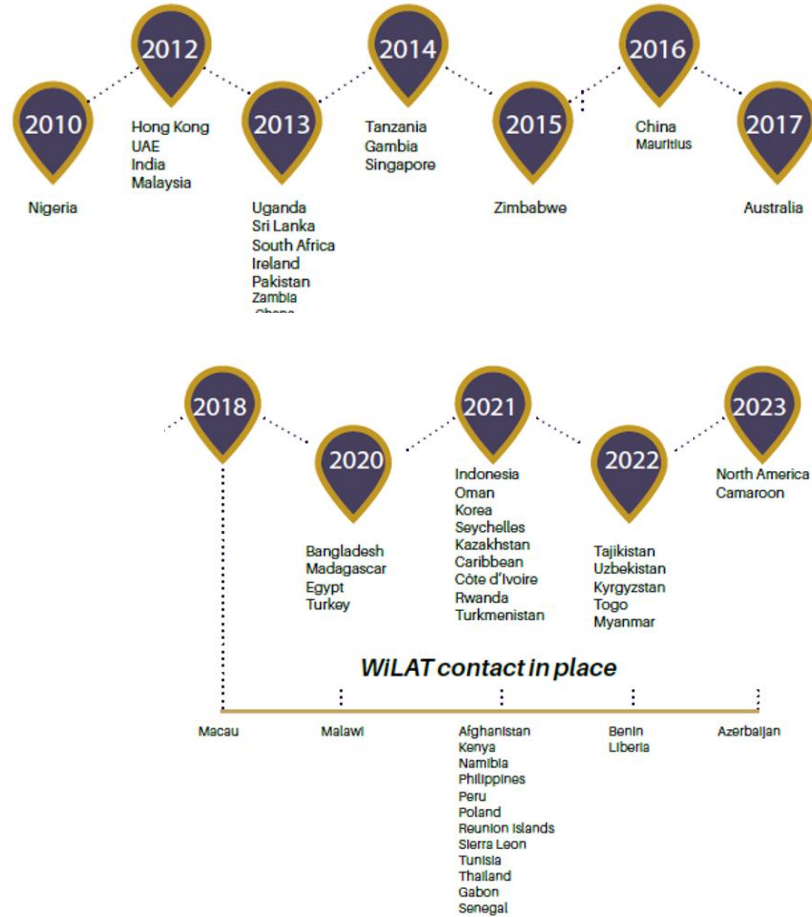 2010
Nigeria
2012
Hong Kong
UAE
India
Malaysia
2013
Uganda
Sri Lanka
South Africa
Ireland
Pakistan
Zambia
2014
Tanzania
Gambia
Singapore
2015
Zimbabwe
2016
China
Mauritius
2017
Australia
2018
2020
Bangladesh
Madagascar
Egypt
Turkey
2021
Indonesia
Oman
Korea
Seychelles
Kazakhstan
Caribbean
Côte d’Ivoire
Rwanda
Turkmenistan
2022
Tajikistan
Uzbekistan
Kyrgyzstan
Togo
Myanmar
2023
North America
Camaroon
WiLAT contact in place
Macau
Malawi
Afghanistan
Kenya
Namibia
Philippines
Peru
Poland
Reunion Islands
Sierra Leon
Tunisia
Thailand
Gabon
Senegal
Benin
Liberia
Azerbaijan